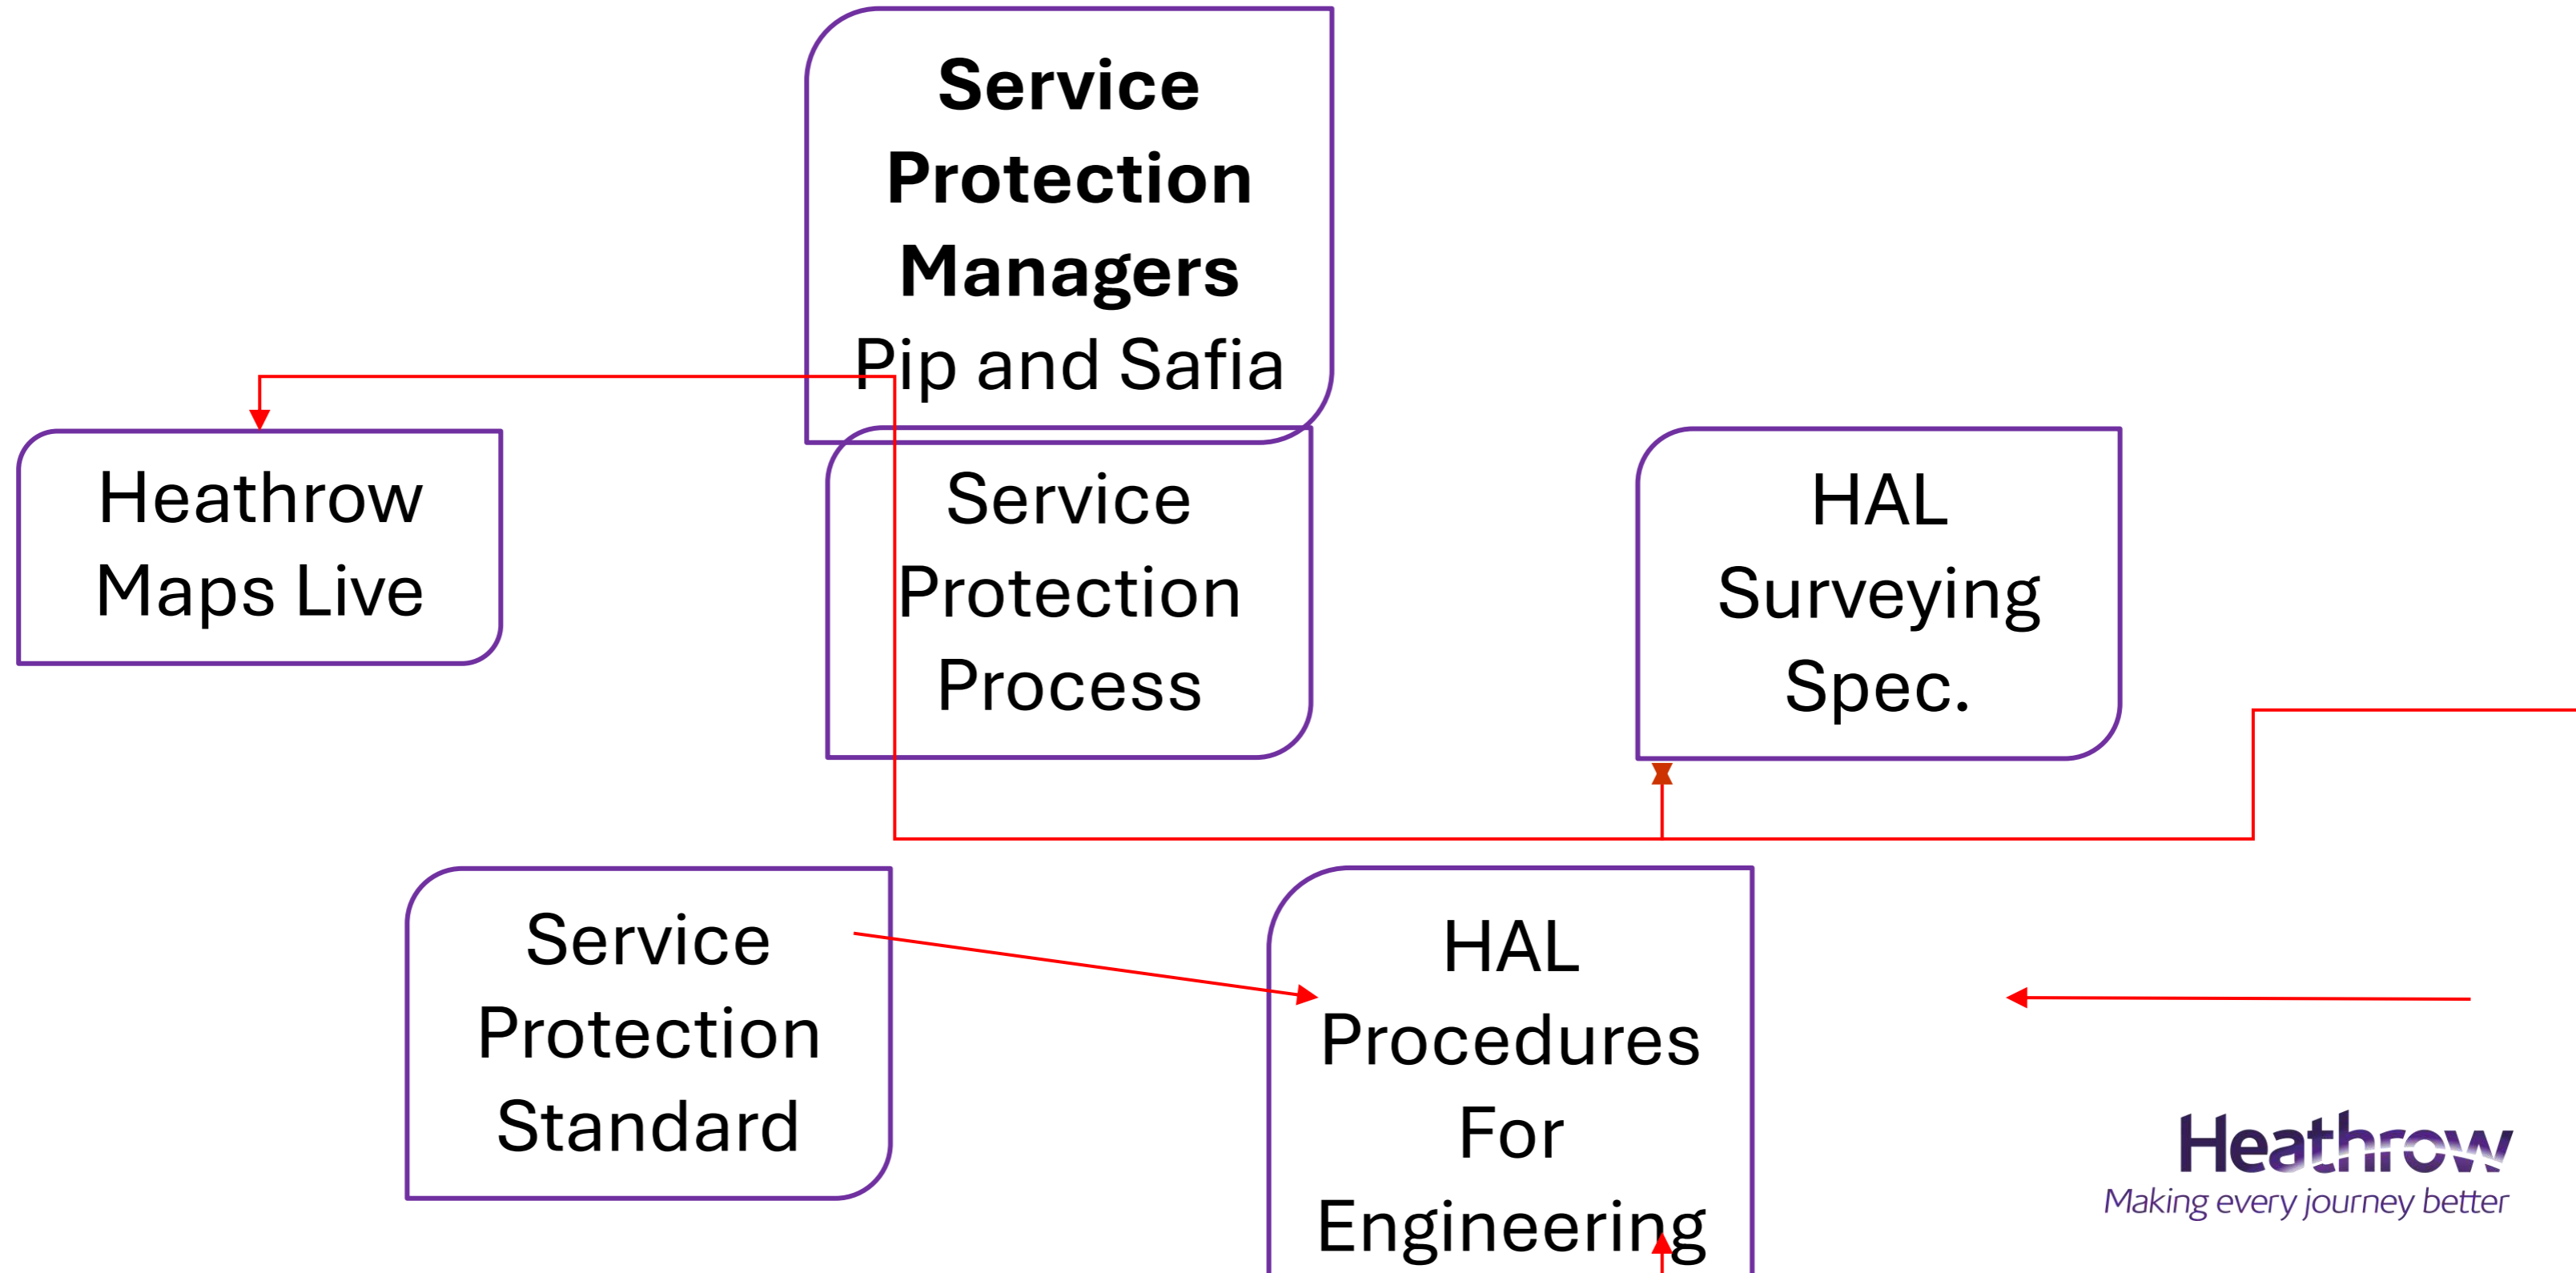 Service
Protection
Managers
Pip and Safia
Heathrow
Maps Live
Service
Protection
Process
HAL
Surveying
Spec.
Service
Protection
Standard
HAL
Procedures
For
Engineering
Heathrow
Making every journey better